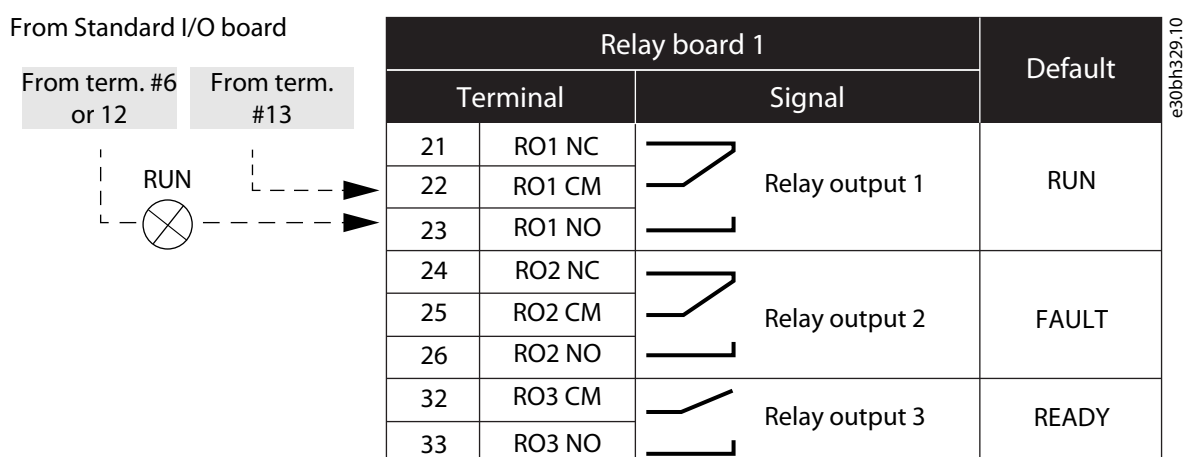 From Standard I/O board
From term. #6
or 12
From term.
#13
RUN
Relay board 1
Default
Terminal
Signal
21 RO1 NC
22 RO1 CM
23 RO1 NO
Relay output 1
RUN
24 RO2 NC
25 RO2 CM
26 RO2 NO
Relay output 2
FAULT
32 RO3 CM
33 RO3 NO
Relay output 3
READY
e30bh329.10